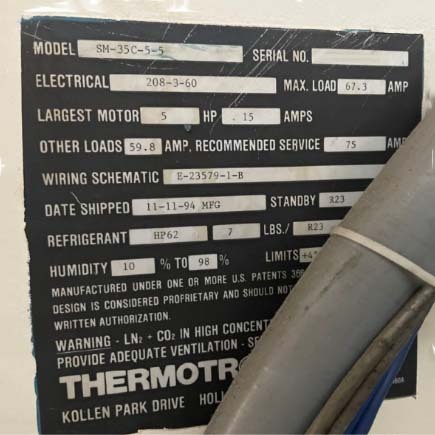 MODEL SM-35C-5-5 SERIAL NO.
ELECTRICAL 208-3-60 MAX. LOAD 67.3 AMP
LARGEST MOTOR 5 HP 15 AMPS
OTHER LOADS 59.8 AMP. RECOMMENDED SERVICE 75 AMP
WIRING SCHEMATIC E-23579-1-B
DATE SHIPPED 11-11-94 MFG STANDBY R23
REFRIGERANT HP62 7 LBS./ R23
HUMIDITY 10 % TO 98 % LIMITS +4
MANUFACTURED UNDER ONE OR MORE U.S. PATENTS
DESIGN IS CONSIDERED PROPRIETARY AND SHOULD
WRITTEN AUTHORIZATION.
WARNING - LN₂ + CO₂ IN HIGH
PROVIDE ADEQUATE VENTILATION -
THERMOTR
KOLLEN PARK DRIVE